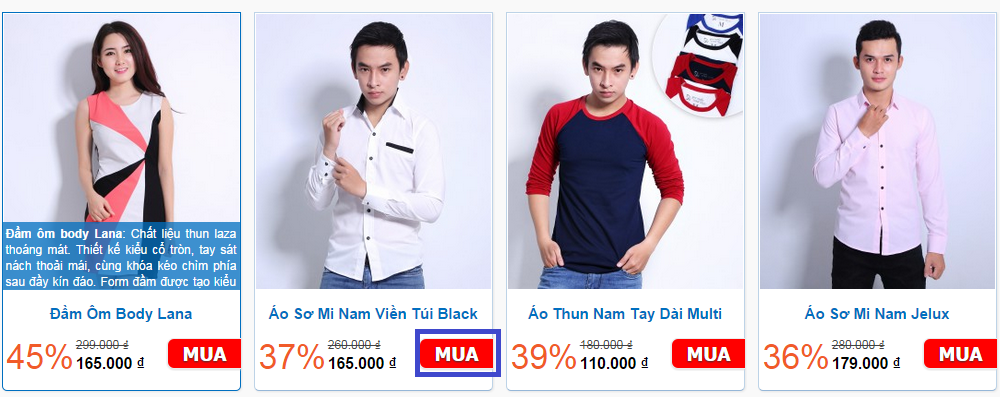 Đầm ôm body Lana: Chất liệu thun laza
thoáng mát. Thiết kế kiểu cổ tròn, tay sát
nách thoải mái, cùng khóa kéo chìm phía
sau đầy kín đáo. Form đầm được tạo kiểu
Đầm Ôm Body Lana
45%
299.000 đ
165.000 đ
MUA
Áo Sơ Mi Nam Viền Túi Black
37%
260.000 đ
165.000 đ
MUA
Áo Thun Nam Tay Dài Multi
39%
180.000 đ
110.000 đ
MUA
Áo Sơ Mi Nam Jelux
36%
280.000 đ
179.000 đ
MUA